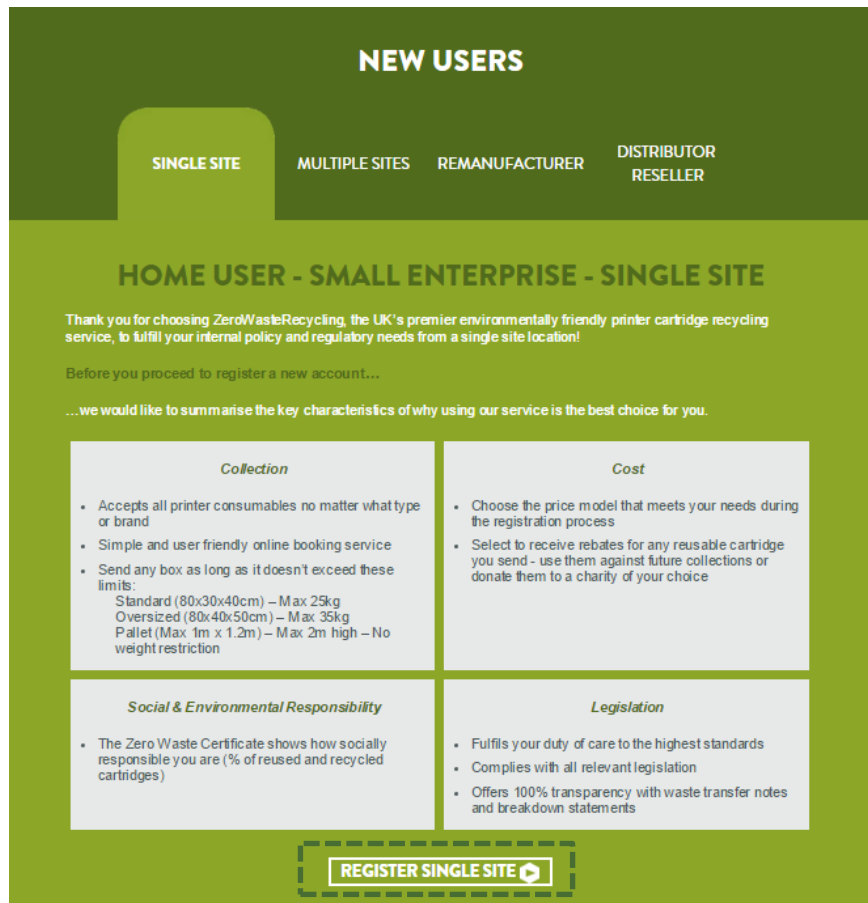 NEW USERS
SINGLE SITE
MULTIPLE SITES
REMANUFACTURER
DISTRIBUTOR
RESELLER
HOME USER - SMALL ENTERPRISE - SINGLE SITE
Thank you for choosing ZeroWasteRecycling, the UK's premier environmentally friendly printer cartridge recycling
service, to fulfill your internal policy and regulatory needs from a single site location!
Before you proceed to register a new account...
...we would like to summarise the key characteristics of why using our service is the best choice for you.
Collection
• Accepts all printer consumables no matter what type
or brand
• Simple and user friendly online booking service
• Send any box as long as it doesn't exceed these
limits:
Standard (80x30x40cm) – Max 25kg
Oversized (80x40x50cm) – Max 35kg
Pallet (Max 1m x 1.2m) – Max 2m high – No
weight restriction
Cost
• Choose the price model that meets your needs during
the registration process
• Select to receive rebates for any reusable cartridge
you send - use them against future collections or
donate them to a charity of your choice
Social & Environmental Responsibility
• The Zero Waste Certificate shows how socially
responsible you are (% of reused and recycled
cartridges)
Legislation
• Fulfils your duty of care to the highest standards
• Complies with all relevant legislation
• Offers 100% transparency with waste transfer notes
and breakdown statements
REGISTER SINGLE SITE